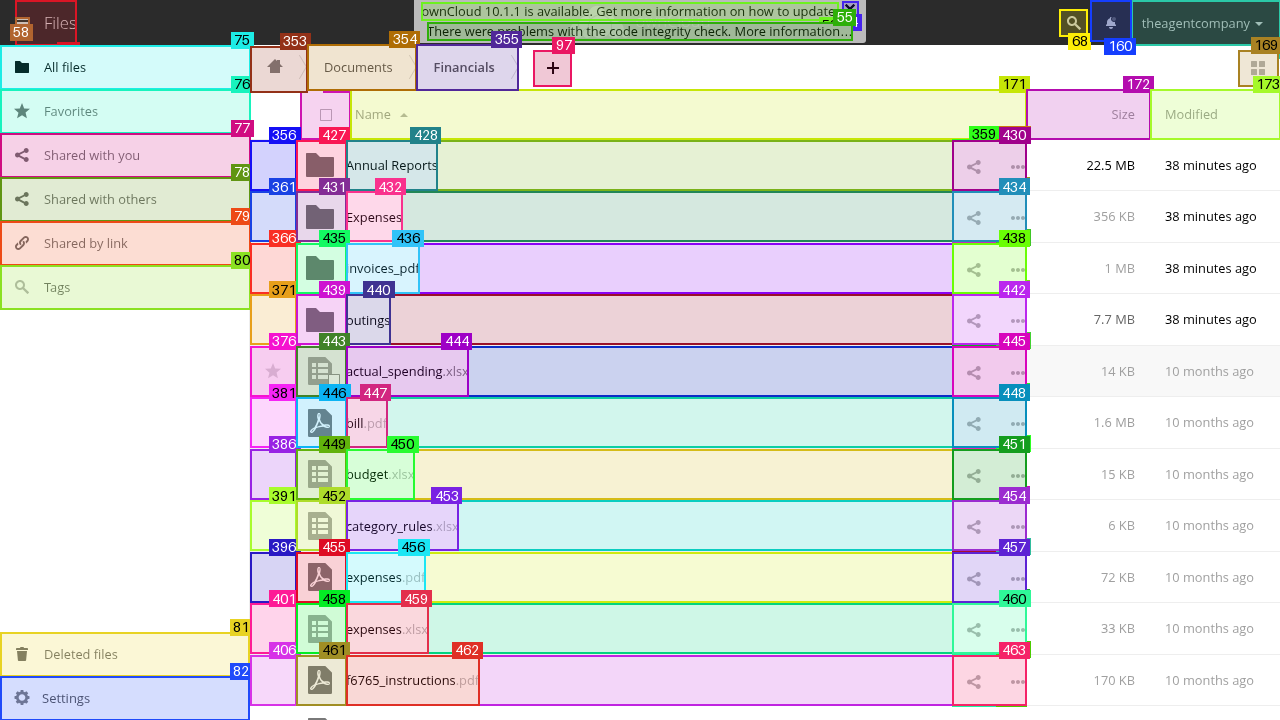 ownCloud 10.1.1 is available. Get more information on how to update.
There were problems with the code integrity check. More information…
55
58
Files
68
160
theagentcompany
169
75
353
354
355
97
All files
Documents
Financials
+
76
171
172
173
Favorites
Name
Size
Modified
77
356
427
428
359
430
Shared with you
Annual Reports
22.5 MB
38 minutes ago
78
361
431
432
434
Shared with others
Expenses
356 KB
38 minutes ago
79
366
435
436
438
Shared by link
invoices_pdf
1 MB
38 minutes ago
80
371
439
440
442
Tags
outings
7.7 MB
38 minutes ago
376
443
444
445
actual_spending.xlsx
14 KB
10 months ago
381
446
447
448
bill.pdf
1.6 MB
10 months ago
386
449
450
451
budget.xlsx
15 KB
10 months ago
391
452
453
454
category_rules.xlsx
6 KB
10 months ago
396
455
456
457
expenses.pdf
72 KB
10 months ago
401
458
459
460
expenses.xlsx
33 KB
10 months ago
81
406
461
462
463
Deleted files
f6765_instructions.pdf
170 KB
10 months ago
82
Settings